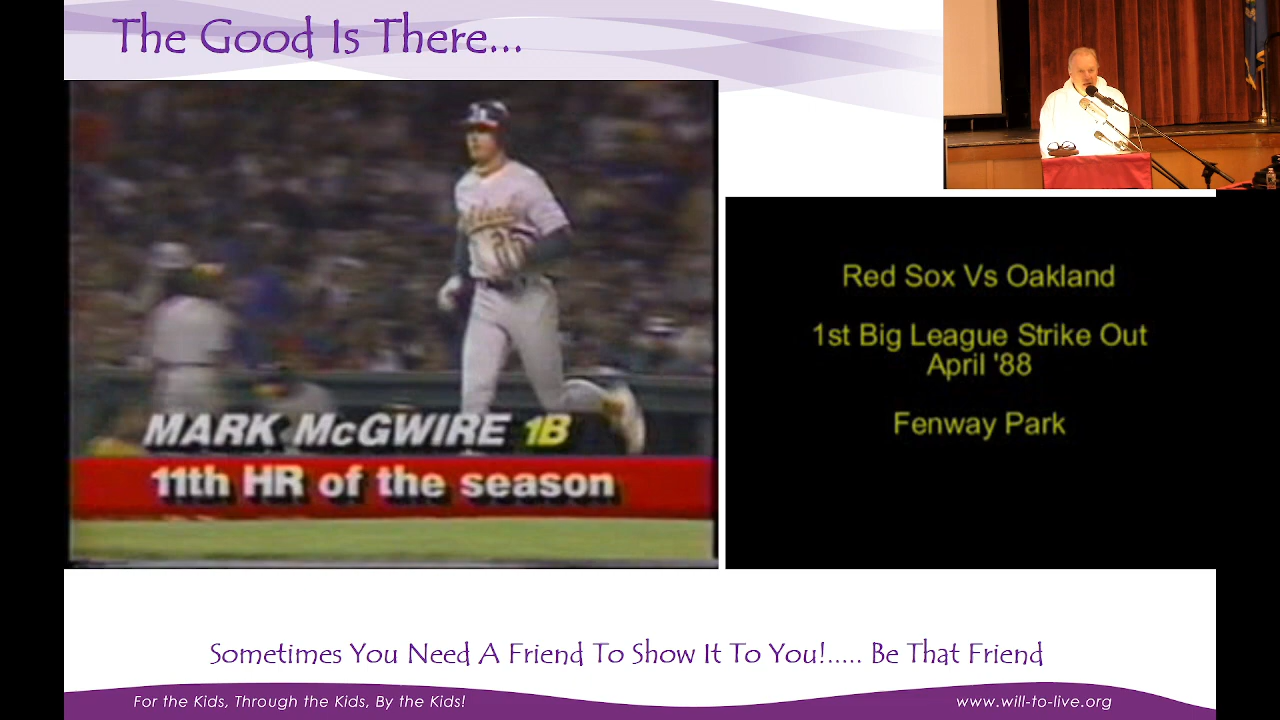 The Good Is There...
MARK McGWIRE 1B
11th HR of the season
Red Sox Vs Oakland
1st Big League Strike Out
April '88
Fenway Park
Sometimes You Need A Friend To Show It To You!..... Be That Friend
For the Kids, Through the Kids, By the Kids!
www.will-to-live.org